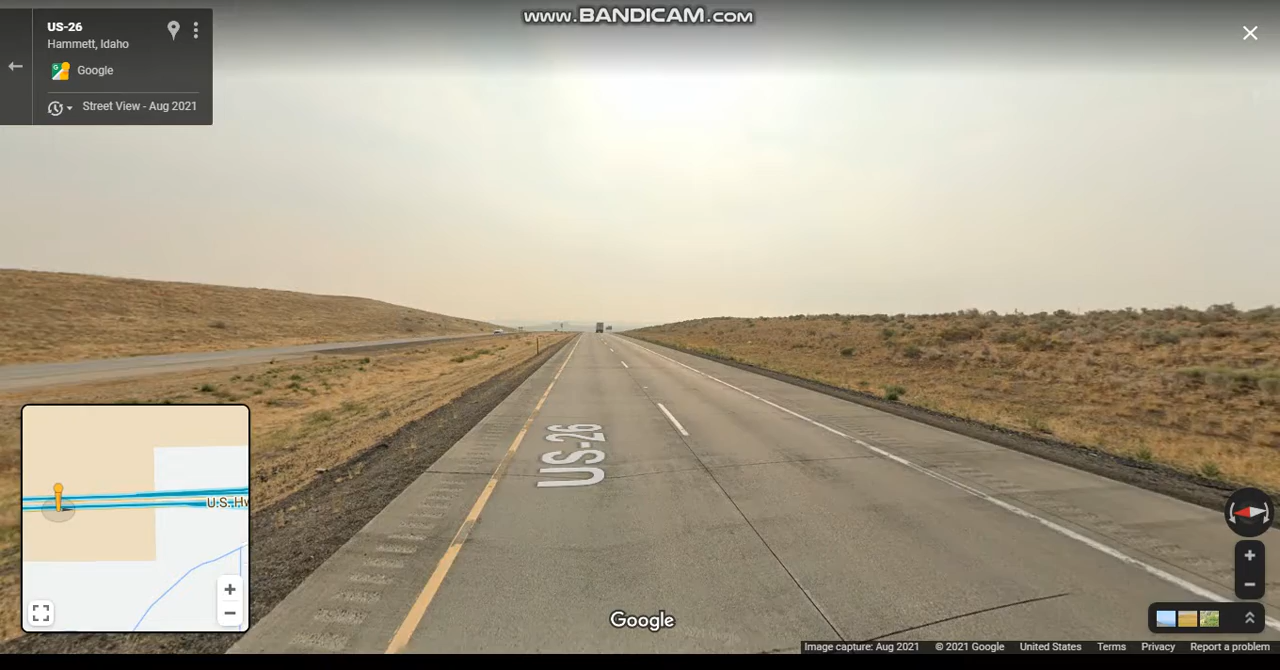 www.BANDICAM.com
US-26
Hammett, Idaho
Google
Street View - Aug 2021
US-26
U.S. Hw
Google
Image capture: Aug 2021 © 2021 Google United States Terms Privacy Report a problem